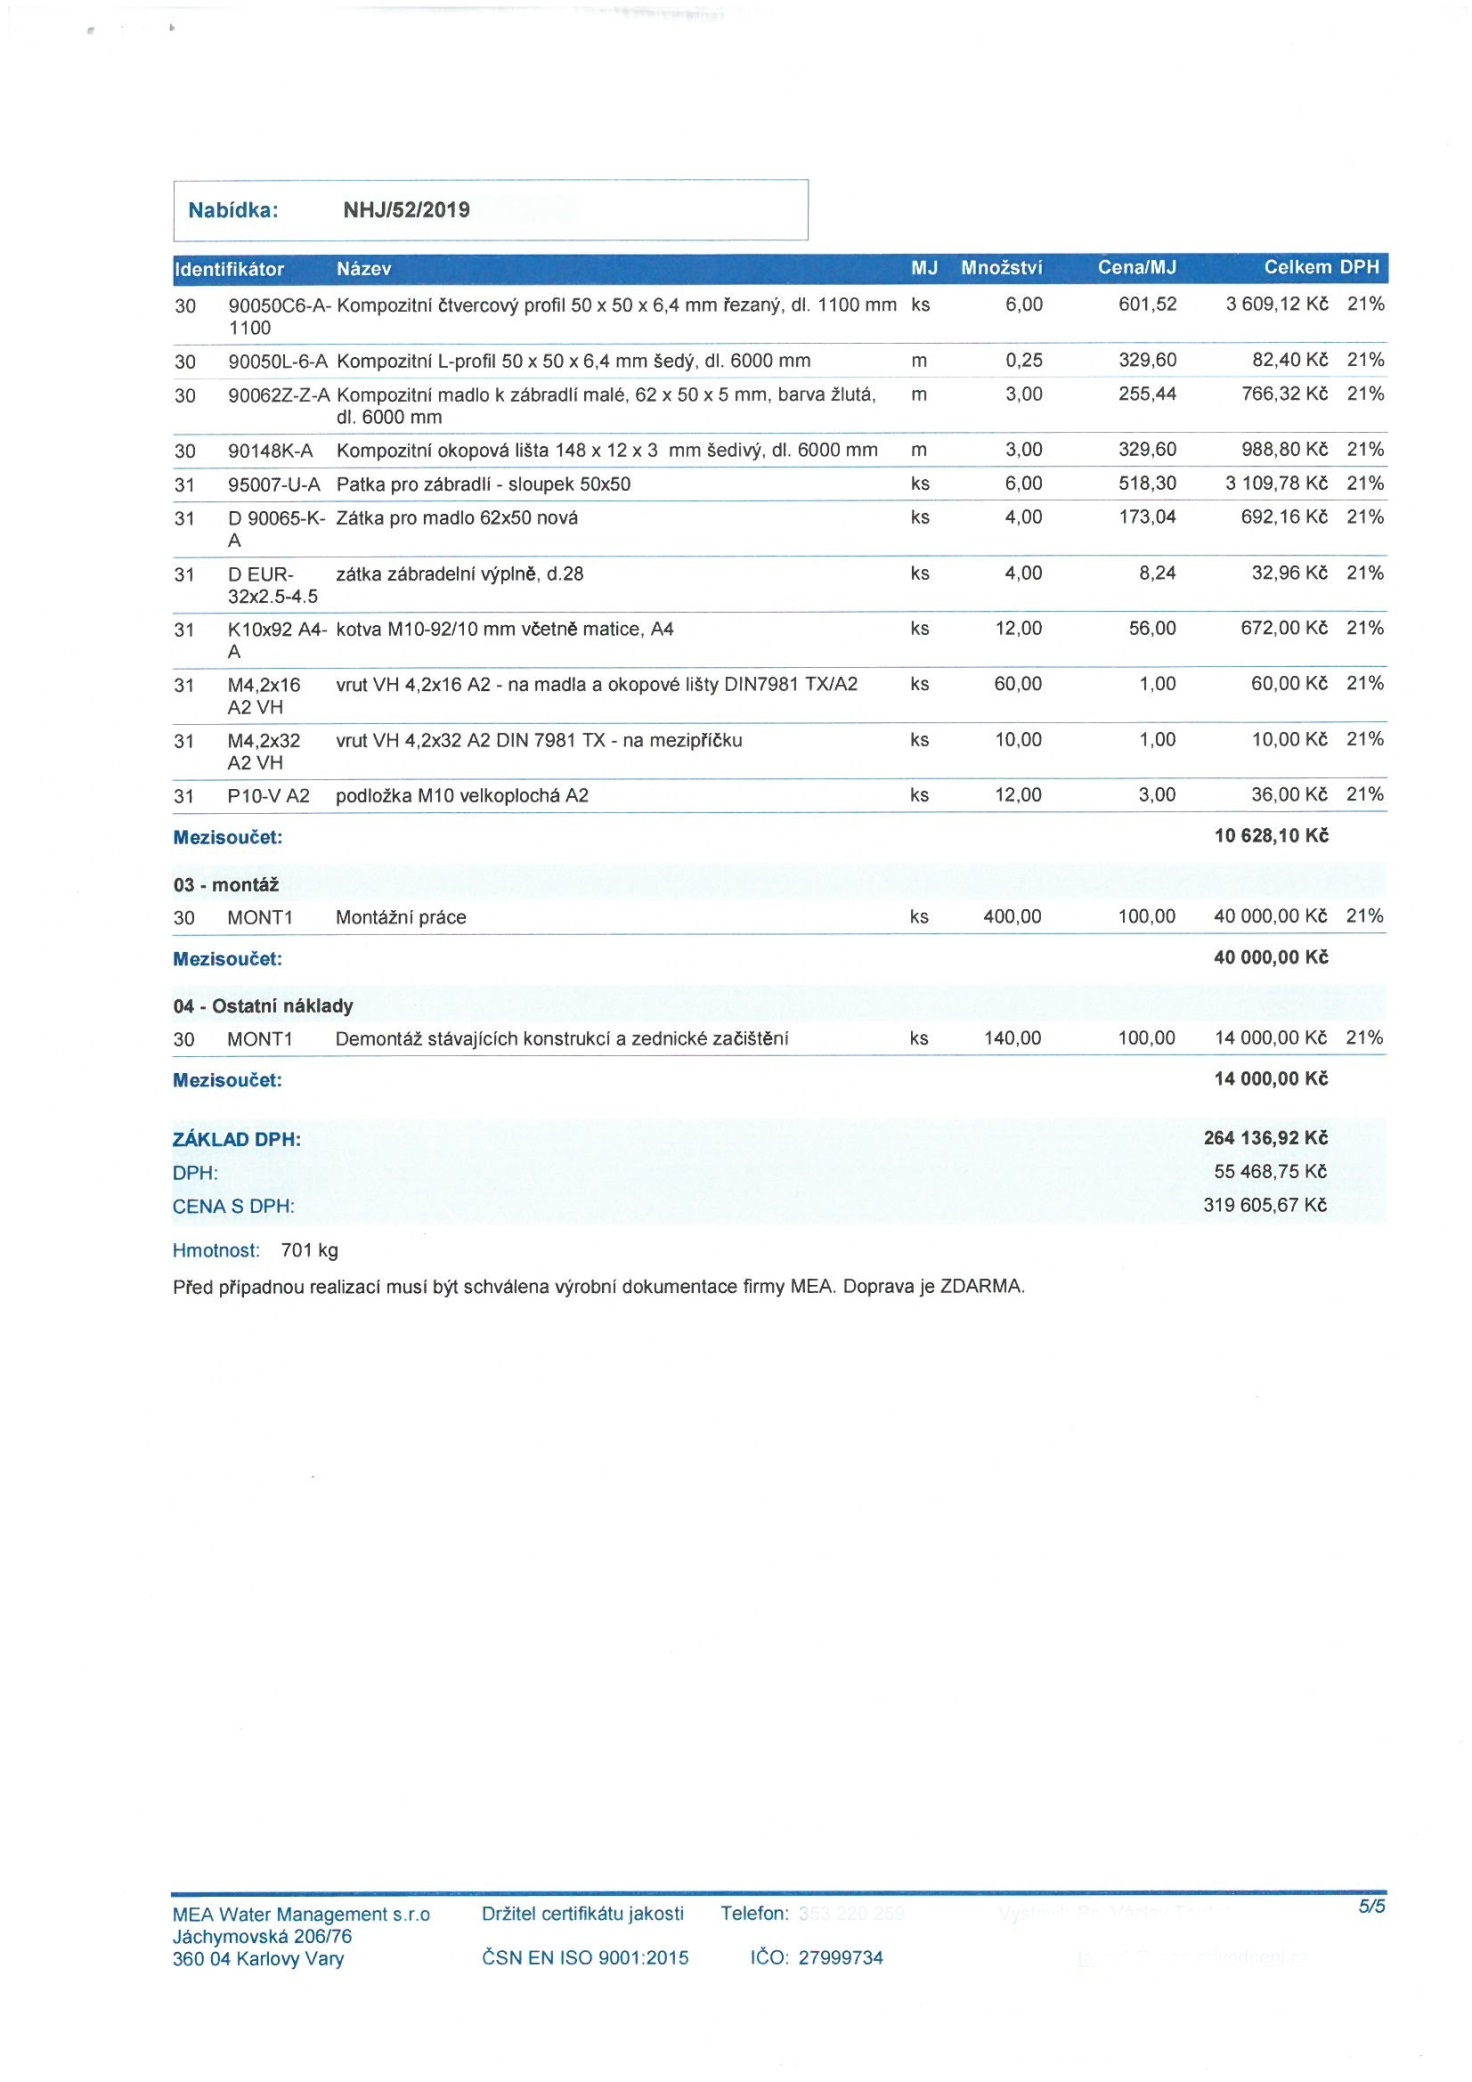 Nabídka: NHJ/52/2019
Identifikátor Název MJ Množství Cena/MJ Celkem DPH
30 90050C6-A- Kompozitní čtvercový profil 50 x 50 x 6,4 mm řezaný, dl. 1100 mm ks 6,00 601,52 3 609,12 Kč 21%
1100
30 90050L-6-A Kompozitní L-profil 50 x 50 x 6,4 mm šedý, dl. 6000 mm m 0,25 329,60 82,40 Kč 21%
30 90062Z-Z-A Kompozitní madlo k zábradlí malé, 62 x 50 x 5 mm, barva žlutá, m 3,00 255,44 766,32 Kč 21%
dl. 6000 mm
30 90148K-A Kompozitní okopová lišta 148 x 12 x 3 mm šedivý, dl. 6000 mm m 3,00 329,60 988,80 Kč 21%
31 95007-U-A Patka pro zábradlí - sloupek 50x50 ks 6,00 518,30 3 109,78 Kč 21%
31 D 90065-K- Zátka pro madlo 62x50 nová ks 4,00 173,04 692,16 Kč 21%
A
31 D EUR- zátka zábradelní výplně, d.28 ks 4,00 8,24 32,96 Kč 21%
32x2.5-4.5
31 K10x92 A4- kotva M10-92/10 mm včetně matice, A4 ks 12,00 56,00 672,00 Kč 21%
A
31 M4,2x16 vrut VH 4,2x16 A2 - na madla a okopové lišty DIN7981 TX/A2 ks 60,00 1,00 60,00 Kč 21%
A2 VH
31 M4,2x32 vrut VH 4,2x32 A2 DIN 7981 TX - na mezipříčku ks 10,00 1,00 10,00 Kč 21%
A2 VH
31 P10-V A2 podložka M10 velkoplochá A2 ks 12,00 3,00 36,00 Kč 21%
Mezisoučet: 10 628,10 Kč
03 - montáž
30 MONT1 Montážní práce ks 400,00 100,00 40 000,00 Kč 21%
Mezisoučet: 40 000,00 Kč
04 - Ostatní náklady
30 MONT1 Demontáž stávajících konstrukcí a zednické začištění ks 140,00 100,00 14 000,00 Kč 21%
Mezisoučet: 14 000,00 Kč
ZÁKLAD DPH: 264 136,92 Kč
DPH: 55 468,75 Kč
CENA S DPH: 319 605,67 Kč
Hmotnost: 701 kg
Před případnou realizací musí být schválena výrobní dokumentace firmy MEA. Doprava je ZDARMA.
5/5
MEA Water Management s.r.o Držitel certifikátu jakosti Telefon: 353 220 259
Jáchymovská 206/76
360 04 Karlovy Vary ČSN EN ISO 9001:2015 IČO: 27999734